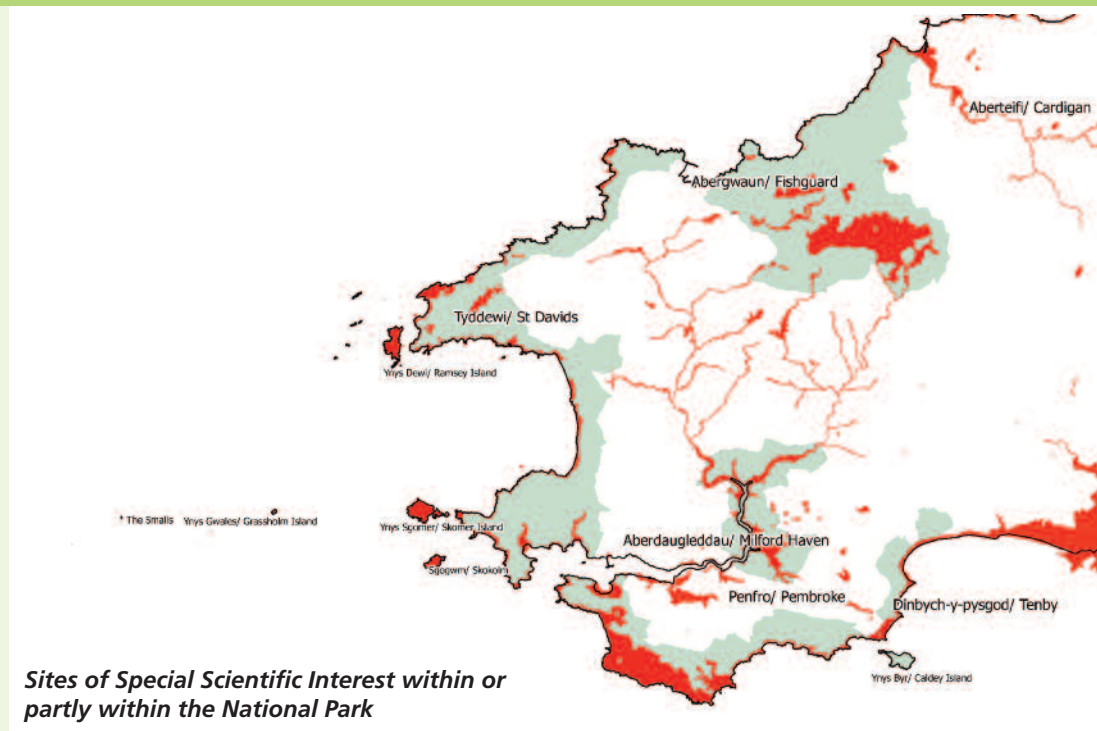 Aberteifi/ Cardigan
Abergwaun/ Fishguard
Tyddewi/ St Davids
Ynys Dewi/ Ramsey Island
* The Smalls
Ynys Gwales/ Grassholm Island
Ynys Sgomer/ Skomer Island
Aberdaugleddau/ Milford Haven
Sgogwm/ Skokolm
Penfro/ Pembroke
Dinbych-y-pysgod/ Tenby
Ynys Byr/ Caldey Island
Sites of Special Scientific Interest within or
partly within the National Park